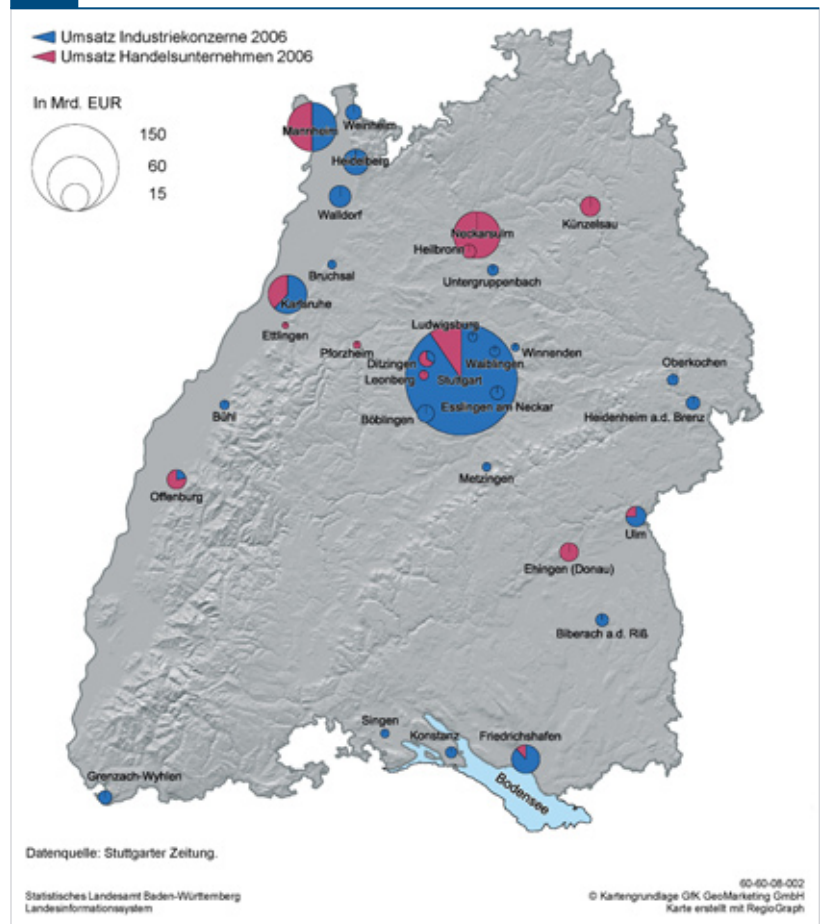 Umsatz Industriekonzerne 2006
Umsatz Handelsunternehmen 2006
In Mrd. EUR
150
60
15
Mannheim
Weinheim
Heidelberg
Walldorf
Künzelsau
Neckarsulm
Heilbronn
Bruchsal
Untergruppenbach
Karlsruhe
Ettlingen
Ludwigsburg
Pforzheim
Winnenden
Ditzingen
Waiblingen
Oberkochen
Leonberg
Stuttgart
Esslingen am Neckar
Böblingen
Bühl
Heidenheim a.d. Brenz
Metzingen
Offenburg
Ulm
Ehingen (Donau)
Biberach a.d. Riß
Singen
Konstanz
Friedrichshafen
Grenzach-Wyhlen
Bodensee
Datenquelle: Stuttgarter Zeitung.
60-60-08-002
Statistisches Landesamt Baden-Württemberg
Landesinformationssystem
© Kartengrundlage GfK GeoMarketing GmbH
Karte erstellt mit RegioGraph